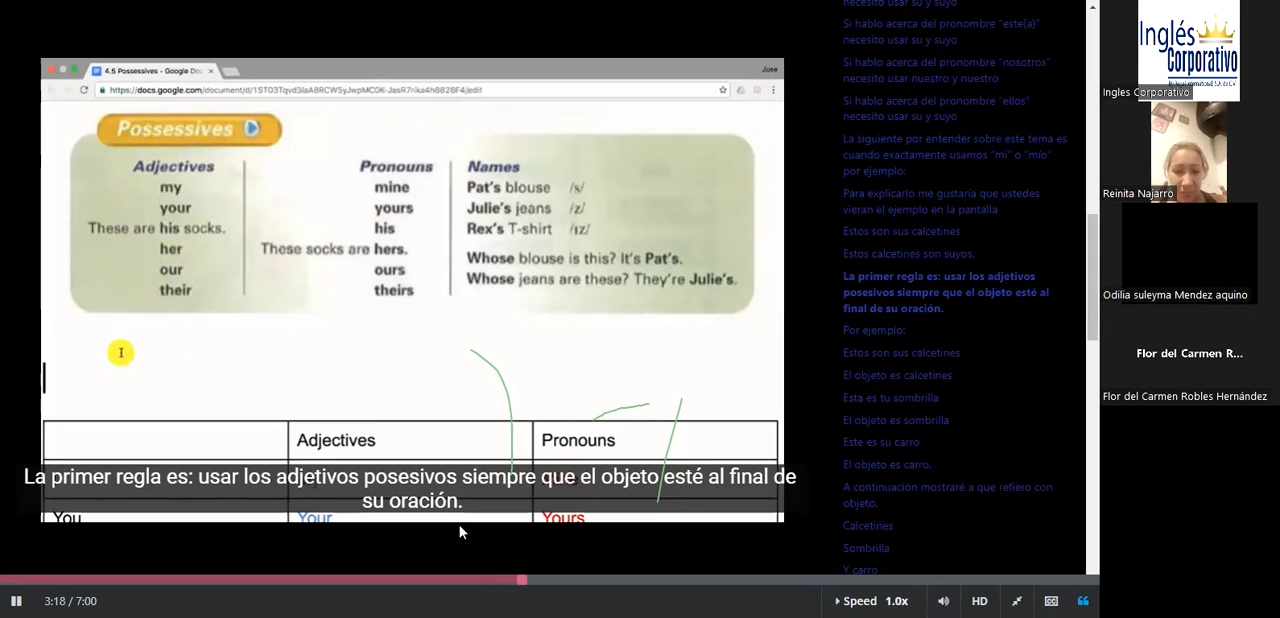 4.5 Possessives - Google Do
Jose
Possessives
Adjectives
my
your
These are his socks.
her
our
their
Pronouns
mine
yours
his
These socks are hers.
ours
theirs
Names
Pat's blouse /s/
Julie's jeans /z/
Rex's T-shirt /ɪz/
Whose blouse is this? It's Pat's.
Whose jeans are these? They're Julie's.
Adjectives Pronouns
You Your Yours
La primer regla es: usar los adjetivos posesivos siempre que el objeto esté al final de
su oración.
3:18 / 7:00
Speed 1.0x
HD
CC
necesito usar su y suyo
Si hablo acerca del pronombre "este(a)"
necesito usar su y suyo
Si hablo acerca del pronombre "nosotros"
necesito usar nuestro y nuestro
Si hablo acerca del pronombre "ellos"
necesito usar su y suyo
La siguiente por entender sobre este tema es
cuando exactamente usamos "mi" o "mío"
por ejemplo:
Para explicarlo me gustaría que ustedes
vieran el ejemplo en la pantalla
Estos son sus calcetines
Estos calcetines son suyos.
La primer regla es: usar los adjetivos
posesivos siempre que el objeto esté al
final de su oración.
Por ejemplo:
Estos son sus calcetines
El objeto es calcetines
Esta es tu sombrilla
El objeto es sombrilla
Este es su carro
El objeto es carro.
A continuación mostraré a que refiero con
objeto.
Calcetines
Sombrilla
Y carro
Inglés
Corporativo
Ingles Corporativo
Reinita Najarro
Odilia suleyma Mendez aquino
Flor del Carmen R...
Flor del Carmen Robles Hernández